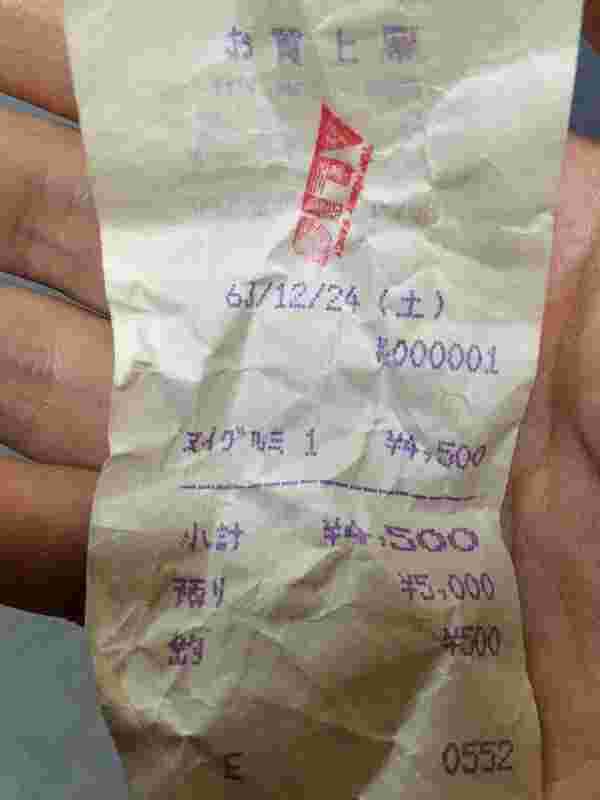 お買上票
63/12/24 (土)
№000001
ヌイグルミ 1 ¥4,500
小計 ¥4,500
預り ¥5,000
釣 ¥500
E 0552